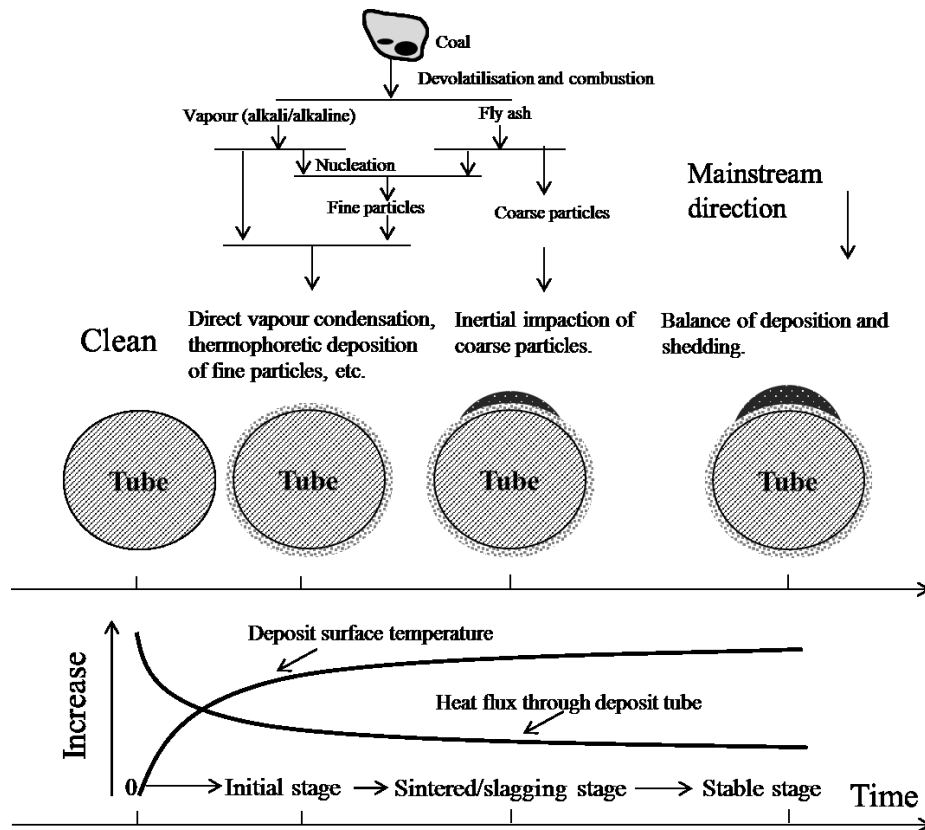 Coal
Devolatilisation and combustion
Vapour (alkali/alkaline)
Fly ash
Nucleation
Fine particles
Coarse particles
Mainstream
direction
Clean
Direct vapour condensation,
thermophoretic deposition
of fine particles, etc.
Inertial impaction of
coarse particles.
Balance of deposition and
shedding.
Tube
Tube
Tube
Tube
Increase
Deposit surface temperature
Heat flux through deposit tube
0
Initial stage
Sintered/slagging stage
Stable stage
Time